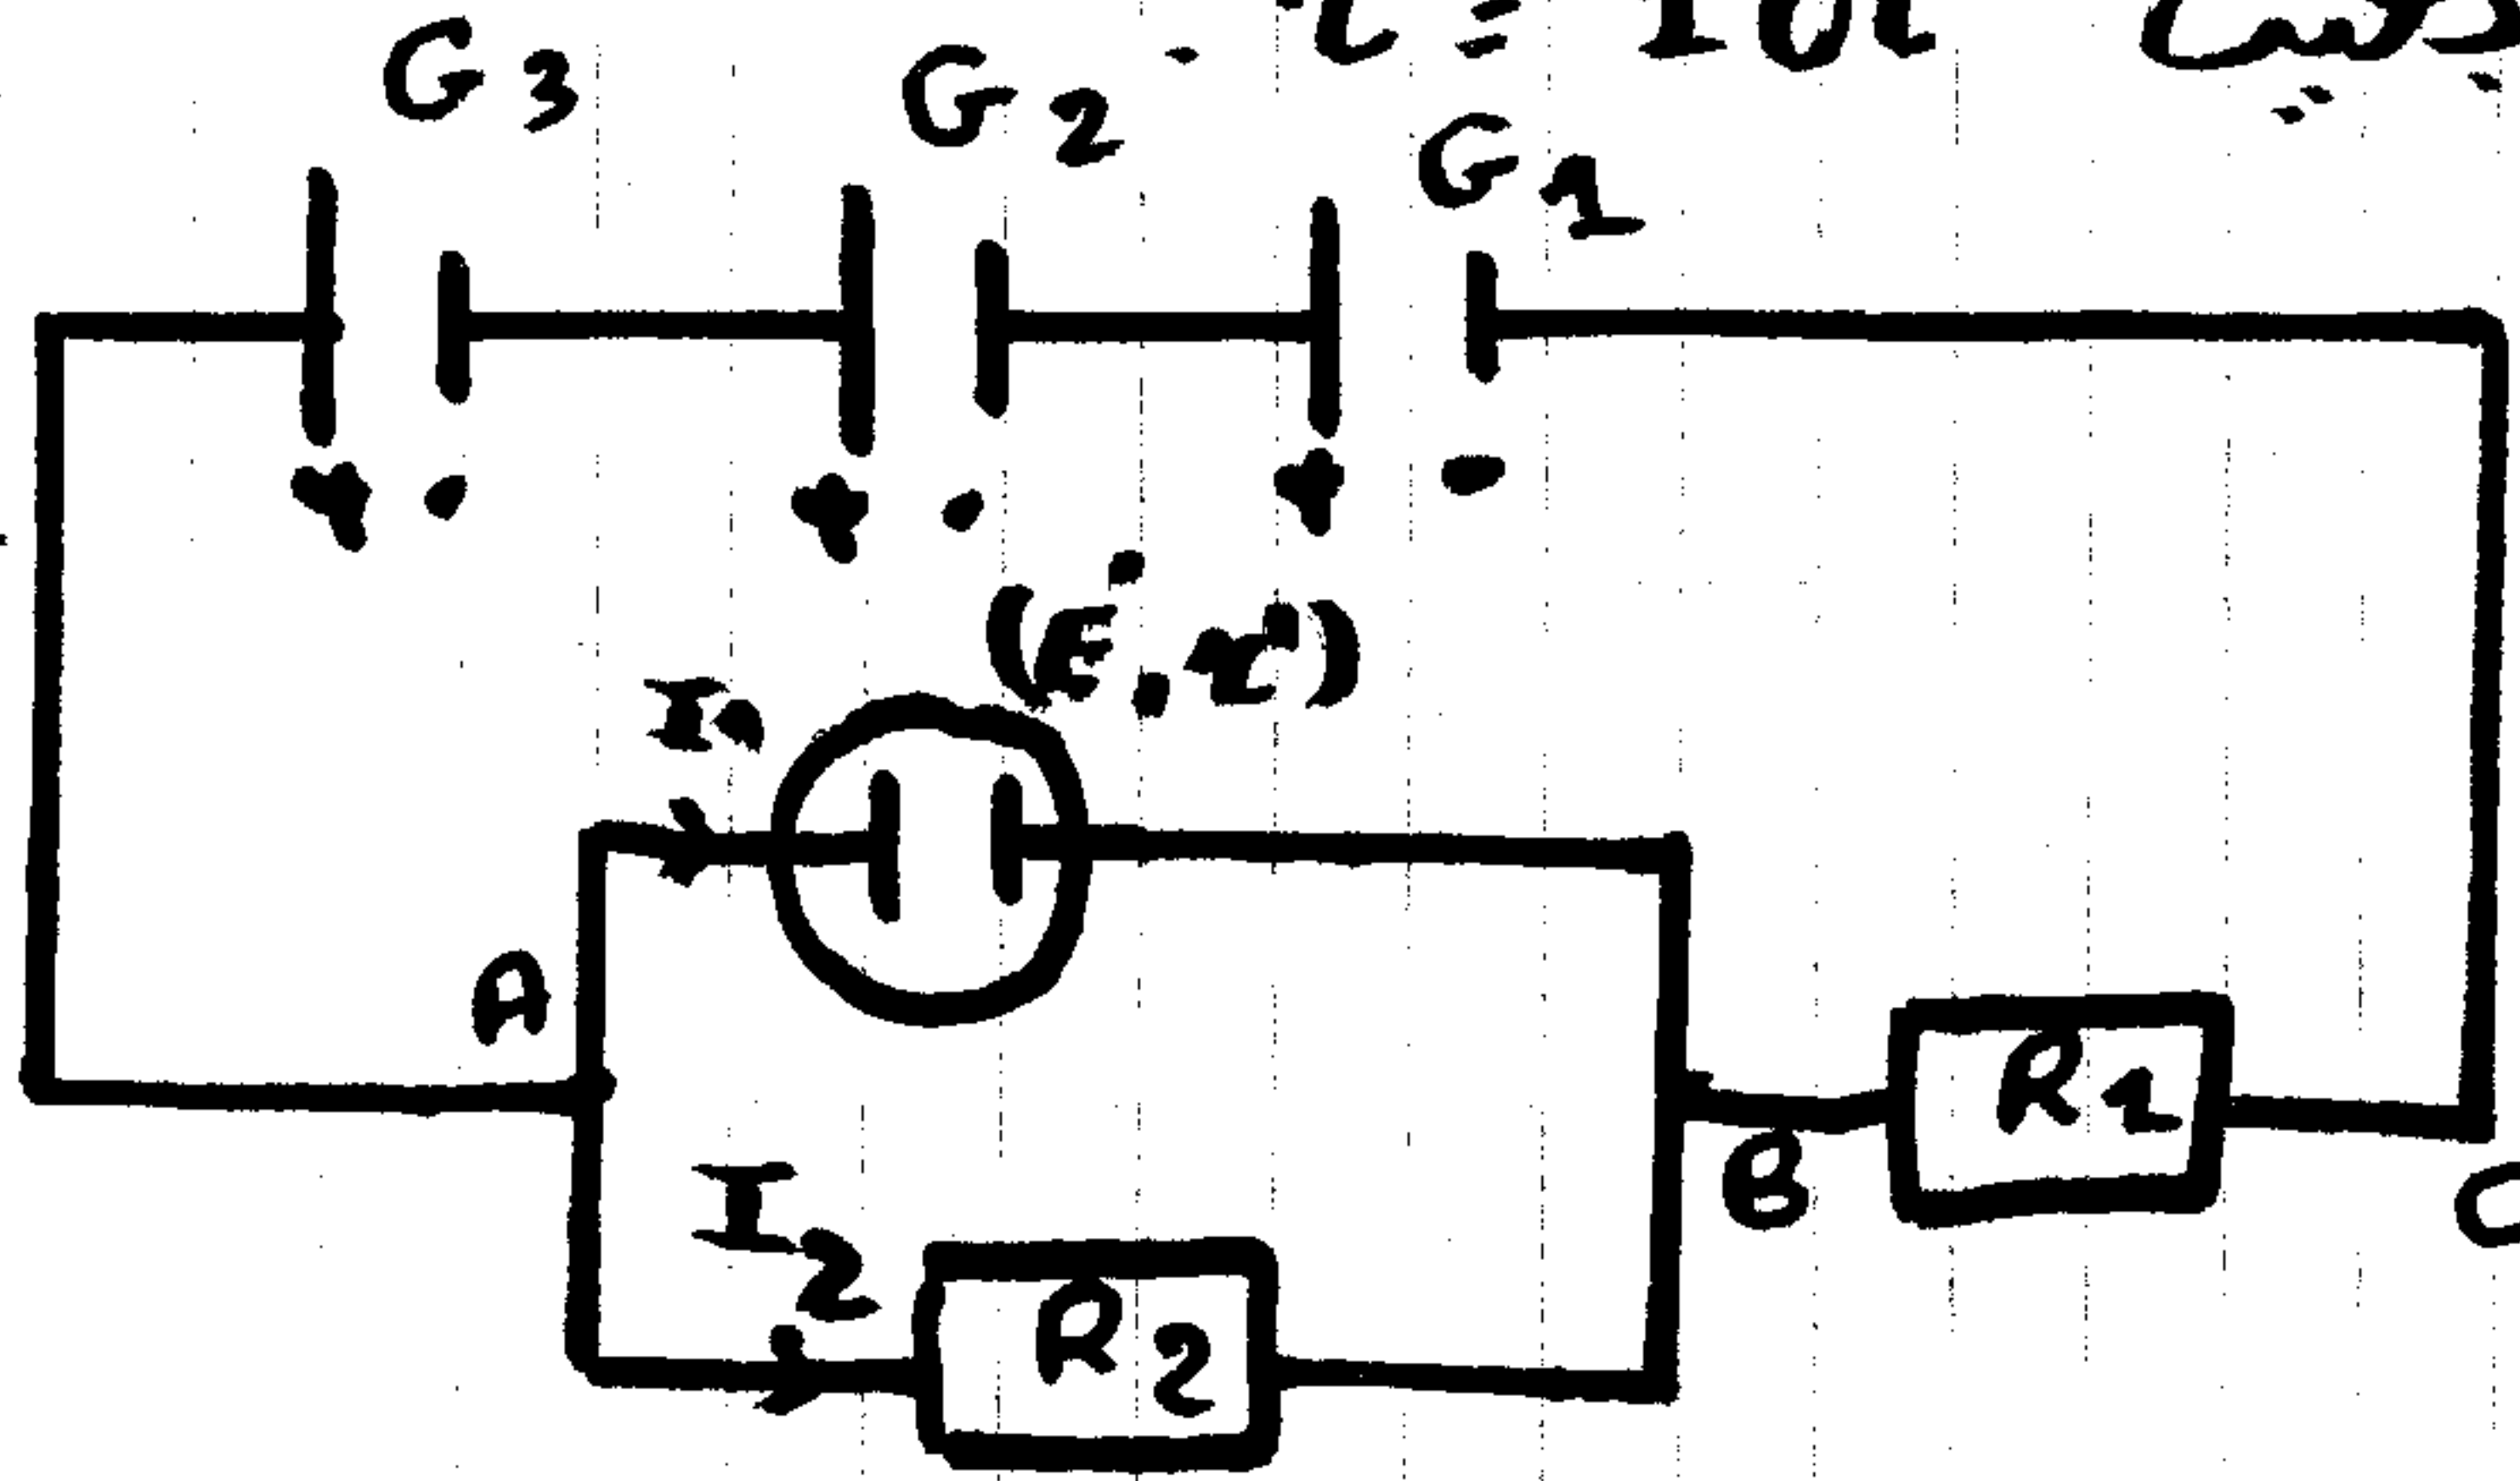 G3
G2
G1
+ -
+ -
+ -
(E', r')
I1
A
I2
B
R1
R2